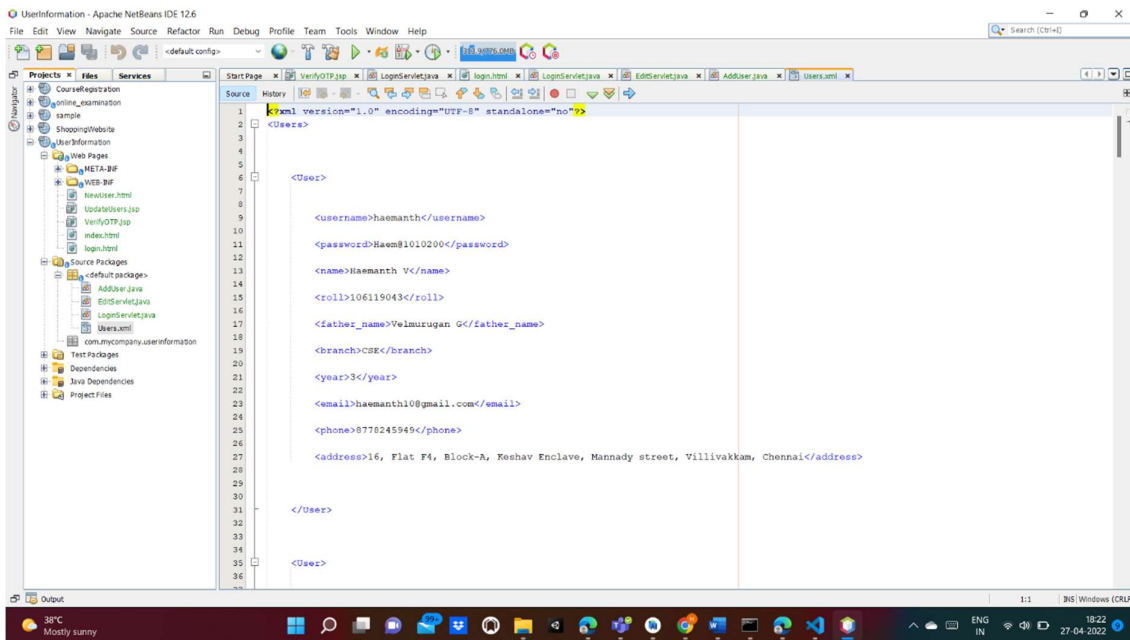 UserInformation - Apache NetBeans IDE 12.6
File Edit View Navigate Source Refactor Run Debug Profile Team Tools Window Help
Search (Ctrl+I)
<default config>
Projects Files Services
Start Page VerifyOTP.jsp LoginServlet.java login.html LoginServlet.java EditServlet.java AddUser.java Users.xml
Source History
Navigator
CourseRegistration
online_examination
sample
ShoppingWebsite
UserInformation
Web Pages
META-INF
WEB-INF
NewUser.html
UpdateUsers.jsp
VerifyOTP.jsp
index.html
login.html
Source Packages
<default package>
AddUser.java
EditServlet.java
LoginServlet.java
Users.xml
com.mycompany.userinformation
Test Packages
Dependencies
Java Dependencies
Project Files
1 <?xml version="1.0" encoding="UTF-8" standalone="no"?>
2 <Users>
3
4
5
6 <User>
7
8
9 <username>haemanth</username>
10
11 <password>Haem@1010200</password>
12
13 <name>Haemanth V</name>
14
15 <roll>106119043</roll>
16
17 <father_name>Velmurugan G</father_name>
18
19 <branch>CSE</branch>
20
21 <year>3</year>
22
23 <email>haemanth10@gmail.com</email>
24
25 <phone>8778245949</phone>
26
27 <address>16, Flat F4, Block-A, Keshav Enclave, Mannady street, Villivakkam, Chennai</address>
28
29
30
31 </User>
32
33
34
35 <User>
36
Output
1:1 INS Windows (CRLF
38°C
Mostly sunny
99+
ENG
IN
18:22
27-04-2022